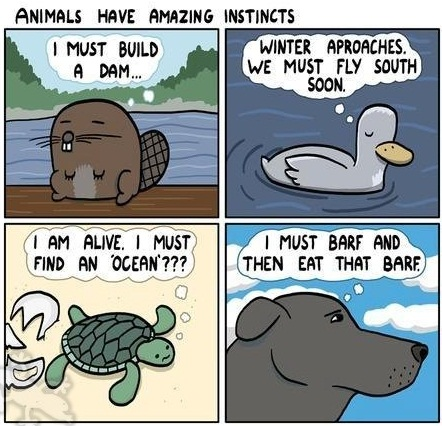 ANIMALS HAVE AMAZING INSTINCTS
I MUST BUILD
A DAM...
WINTER APROACHES.
WE MUST FLY SOUTH
SOON.
I AM ALIVE. I MUST
FIND AN 'OCEAN'???
I MUST BARF AND
THEN EAT THAT BARF.